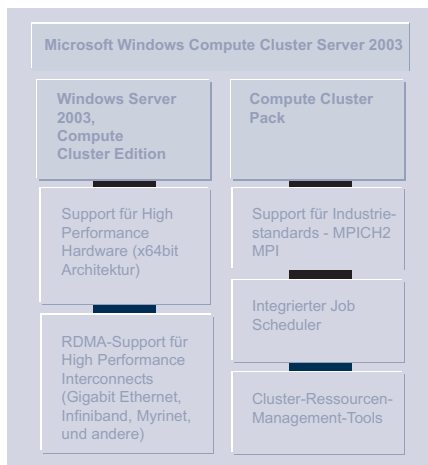 Microsoft Windows Compute Cluster Server 2003
Windows Server
2003,
Compute
Cluster Edition
Support für High
Performance
Hardware (x64bit
Architektur)
RDMA-Support für
High Performance
Interconnects
(Gigabit Ethernet,
Infiniband, Myrinet,
und andere)
Compute Cluster
Pack
Support für Industrie-
standards - MPICH2
MPI
Integrierter Job
Scheduler
Cluster-Ressourcen-
Management-Tools